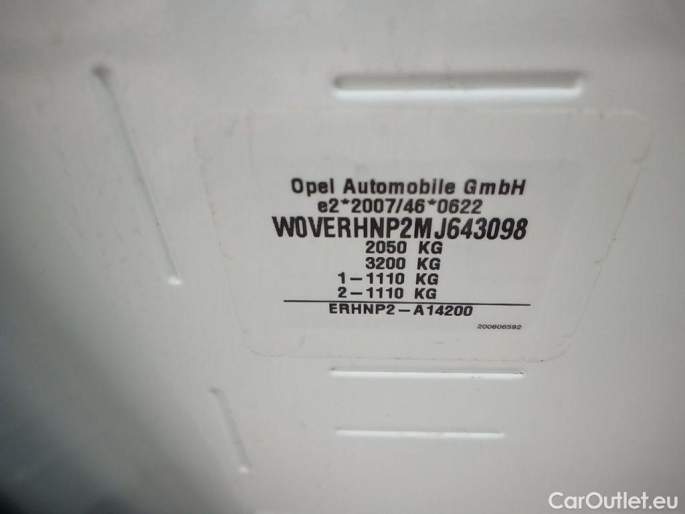 Opel Automobile GmbH
e2*2007/46*0622
W0VERHNP2MJ643098
2050 KG
3200 KG
1-1110 KG
2-1110 KG
ERHNP2-A14200
200606592
CarOutlet.eu